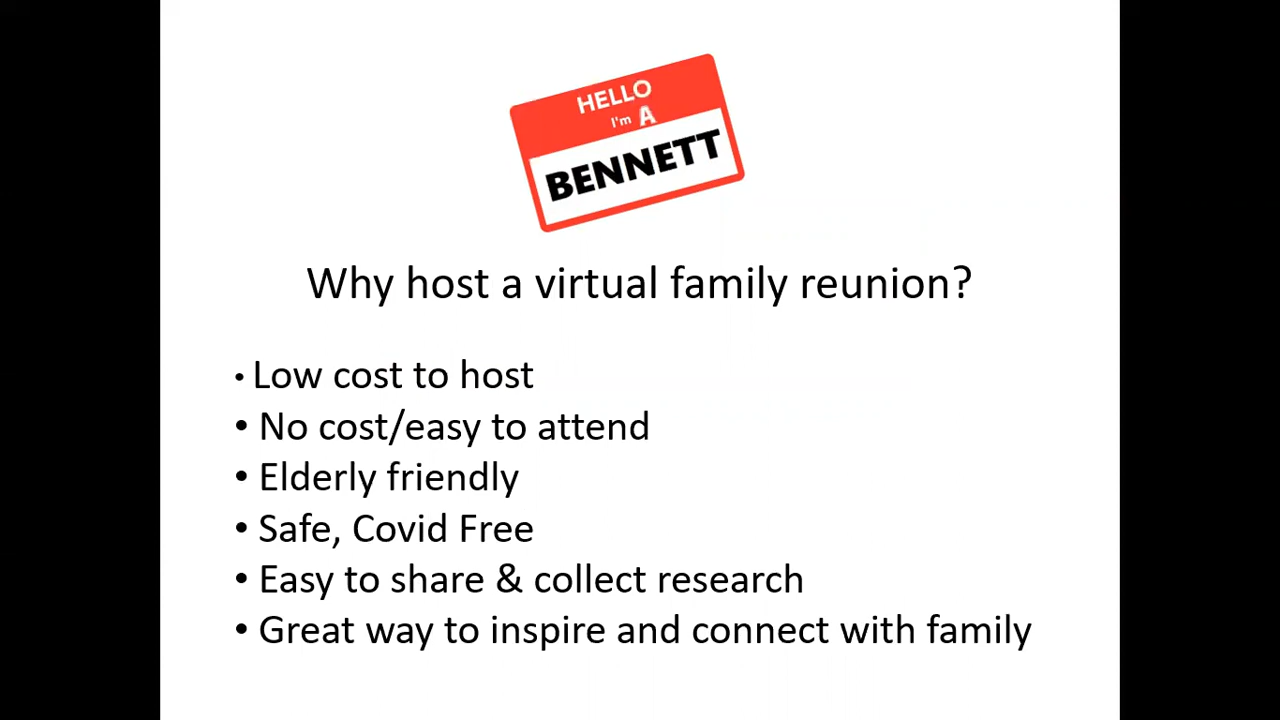 HELLO
I'm A
BENNETT
Why host a virtual family reunion?
• Low cost to host
• No cost/easy to attend
• Elderly friendly
• Safe, Covid Free
• Easy to share & collect research
• Great way to inspire and connect with family